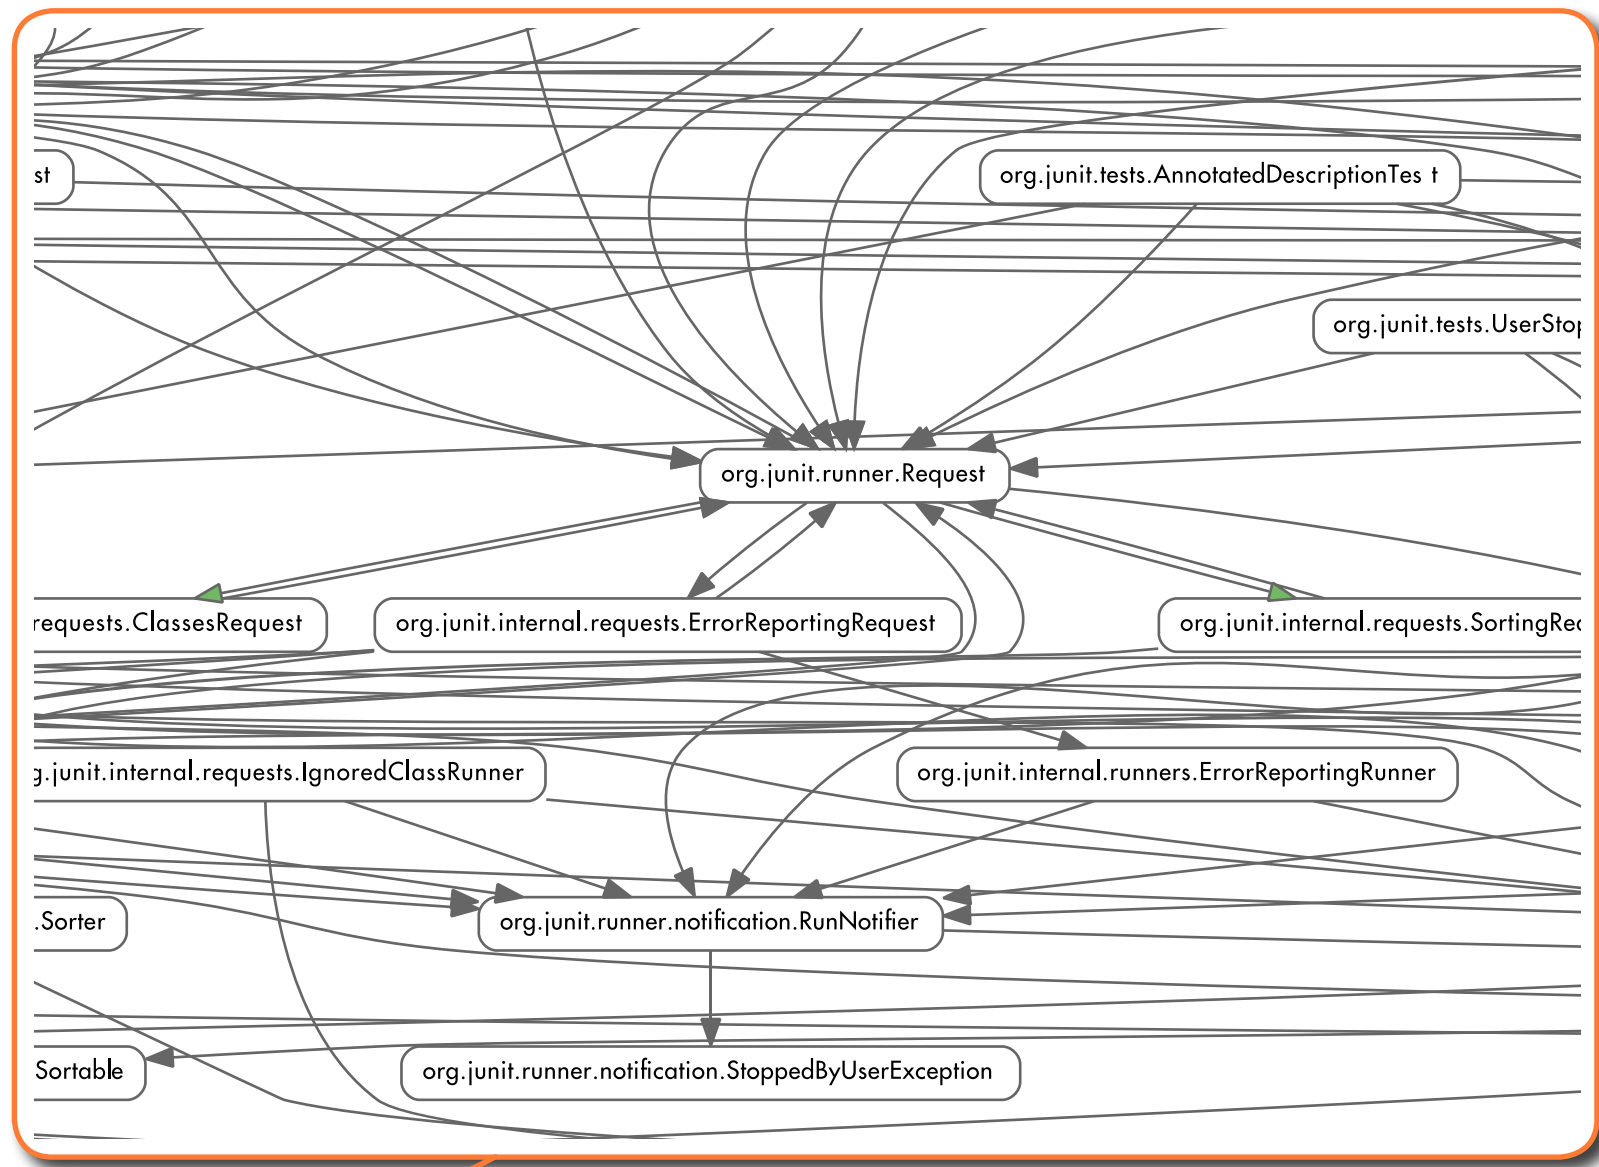 st
org.junit.tests.AnnotatedDescriptionTes t
org.junit.tests.UserStop
org.junit.runner.Request
requests.ClassesRequest
org.junit.internal.requests.ErrorReportingRequest
org.junit.internal.requests.SortingRec
g.junit.internal.requests.IgnoredClassRunner
org.junit.internal.runners.ErrorReportingRunner
.Sorter
org.junit.runner.notification.RunNotifier
Sortable
org.junit.runner.notification.StoppedByUserException